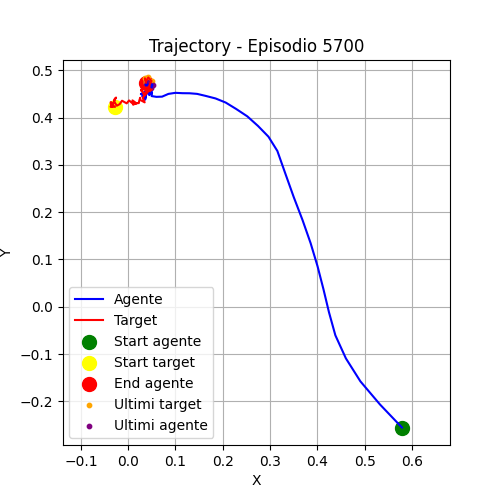 Trajectory - Episodio 5700
0.5
0.4
0.3
0.2
0.1
0.0
−0.1
−0.2
Y
Agente
Target
Start agente
Start target
End agente
Ultimi target
Ultimi agente
−0.1
0.0
0.1
0.2
0.3
0.4
0.5
0.6
X